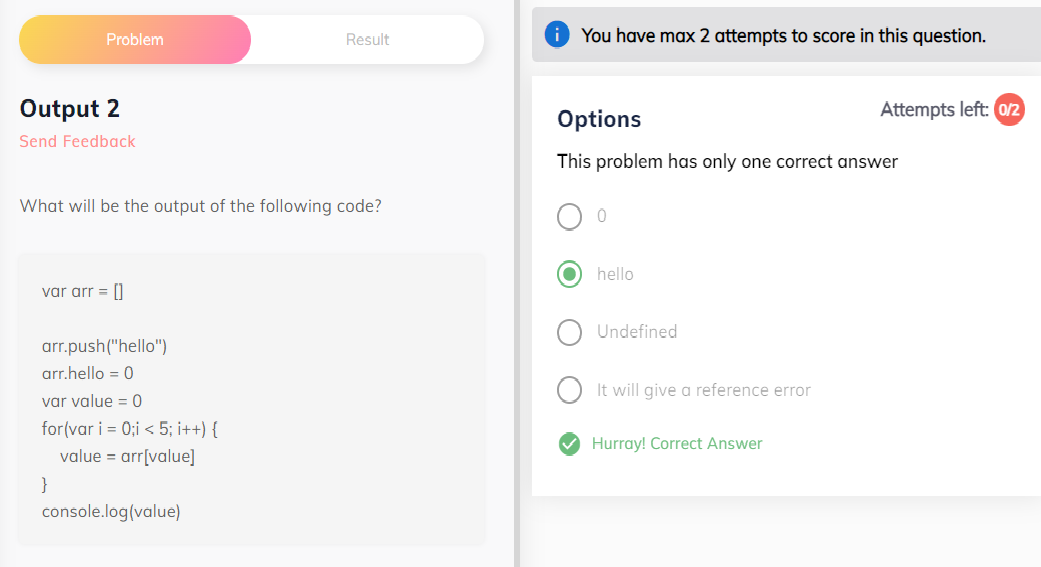 Problem
Result
Output 2
Send Feedback
What will be the output of the following code?
var arr = []
arr.push("hello")
arr.hello = 0
var value = 0
for(var i = 0;i < 5; i++) {
    value = arr[value]
}
console.log(value)
i You have max 2 attempts to score in this question.
Options
Attempts left: 0/2
This problem has only one correct answer
0
hello
Undefined
It will give a reference error
Hurray! Correct Answer